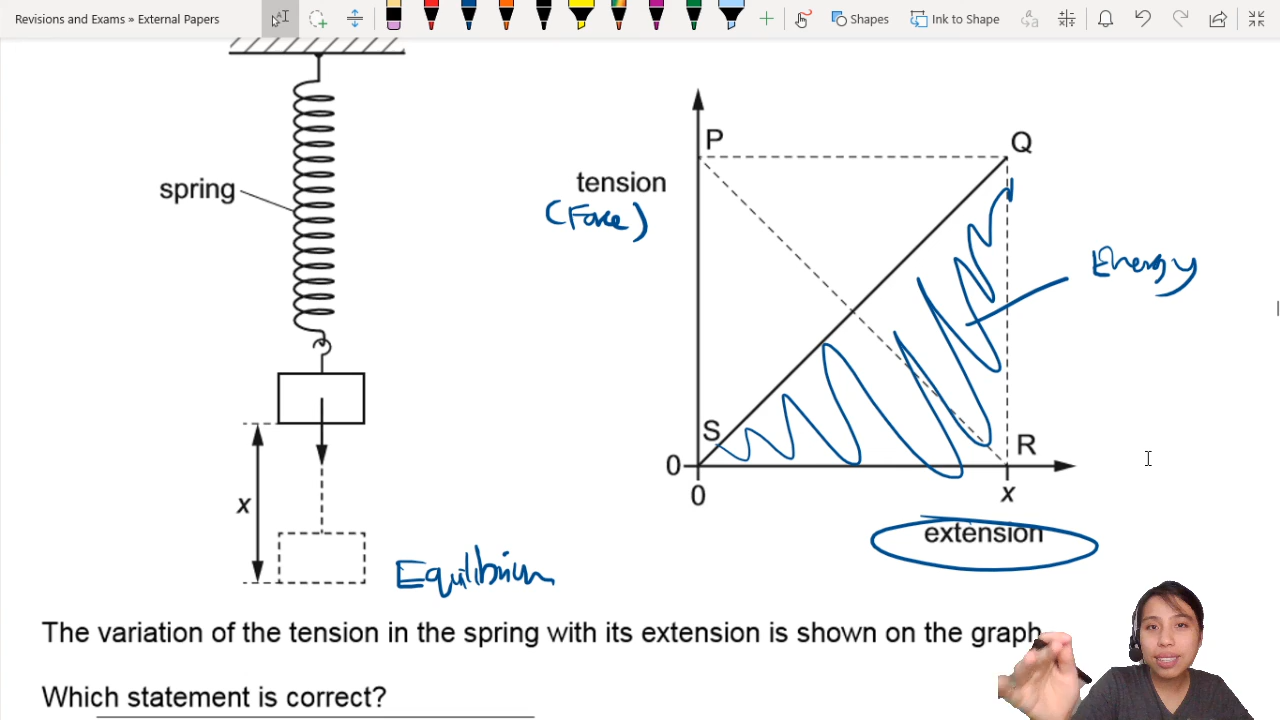 Revisions and Exams » External Papers
Shapes
Ink to Shape
spring
x
Equilibrium
P
Q
tension
(Force)
Energy
S
R
0
0
x
extension
The variation of the tension in the spring with its extension is shown on the graph
Which statement is correct?